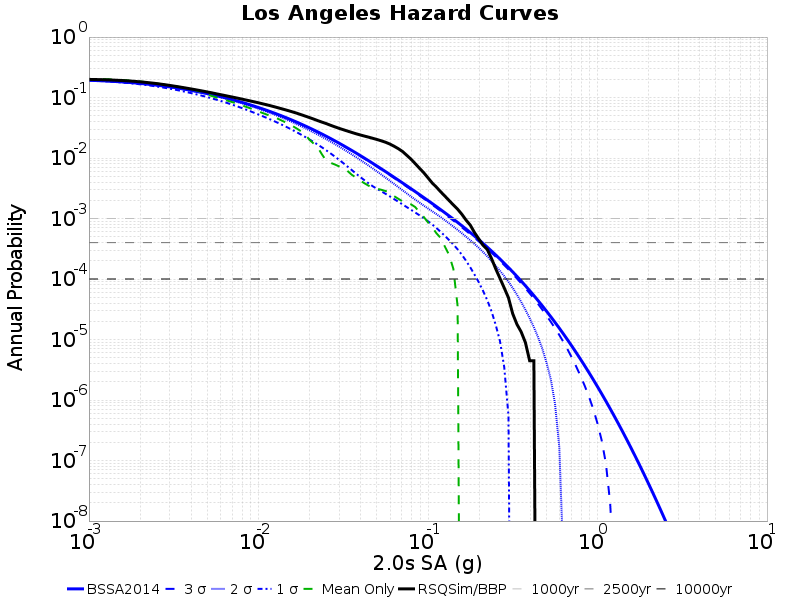 Los Angeles Hazard Curves
Annual Probability
10^0
10^-1
10^-2
10^-3
10^-4
10^-5
10^-6
10^-7
10^-8
10^-3 10^-2 10^-1 10^0 10^1
2.0s SA (g)
BSSA2014 3 σ 2 σ 1 σ Mean Only RSQSim/BBP 1000yr 2500yr 10000yr